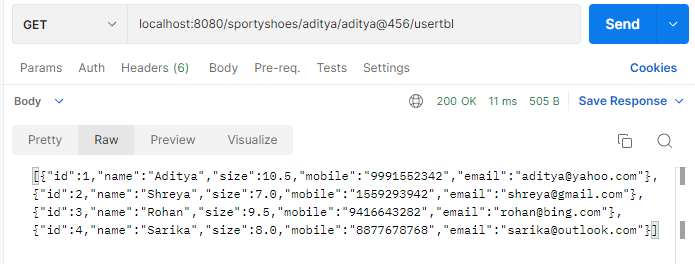 GET localhost:8080/sportyshoes/aditya/aditya@456/usertbl Send
Params Auth Headers (6) Body Pre-req. Tests Settings Cookies
Body 200 OK 11 ms 505 B Save Response
Pretty Raw Preview Visualize
[{"id":1,"name":"Aditya","size":10.5,"mobile":"9991552342","email":"aditya@yahoo.com"},
{"id":2,"name":"Shreya","size":7.0,"mobile":"1559293942","email":"shreya@gmail.com"},
{"id":3,"name":"Rohan","size":9.5,"mobile":"9416643282","email":"rohan@bing.com"},
{"id":4,"name":"Sarika","size":8.0,"mobile":"8877678768","email":"sarika@outlook.com"}]